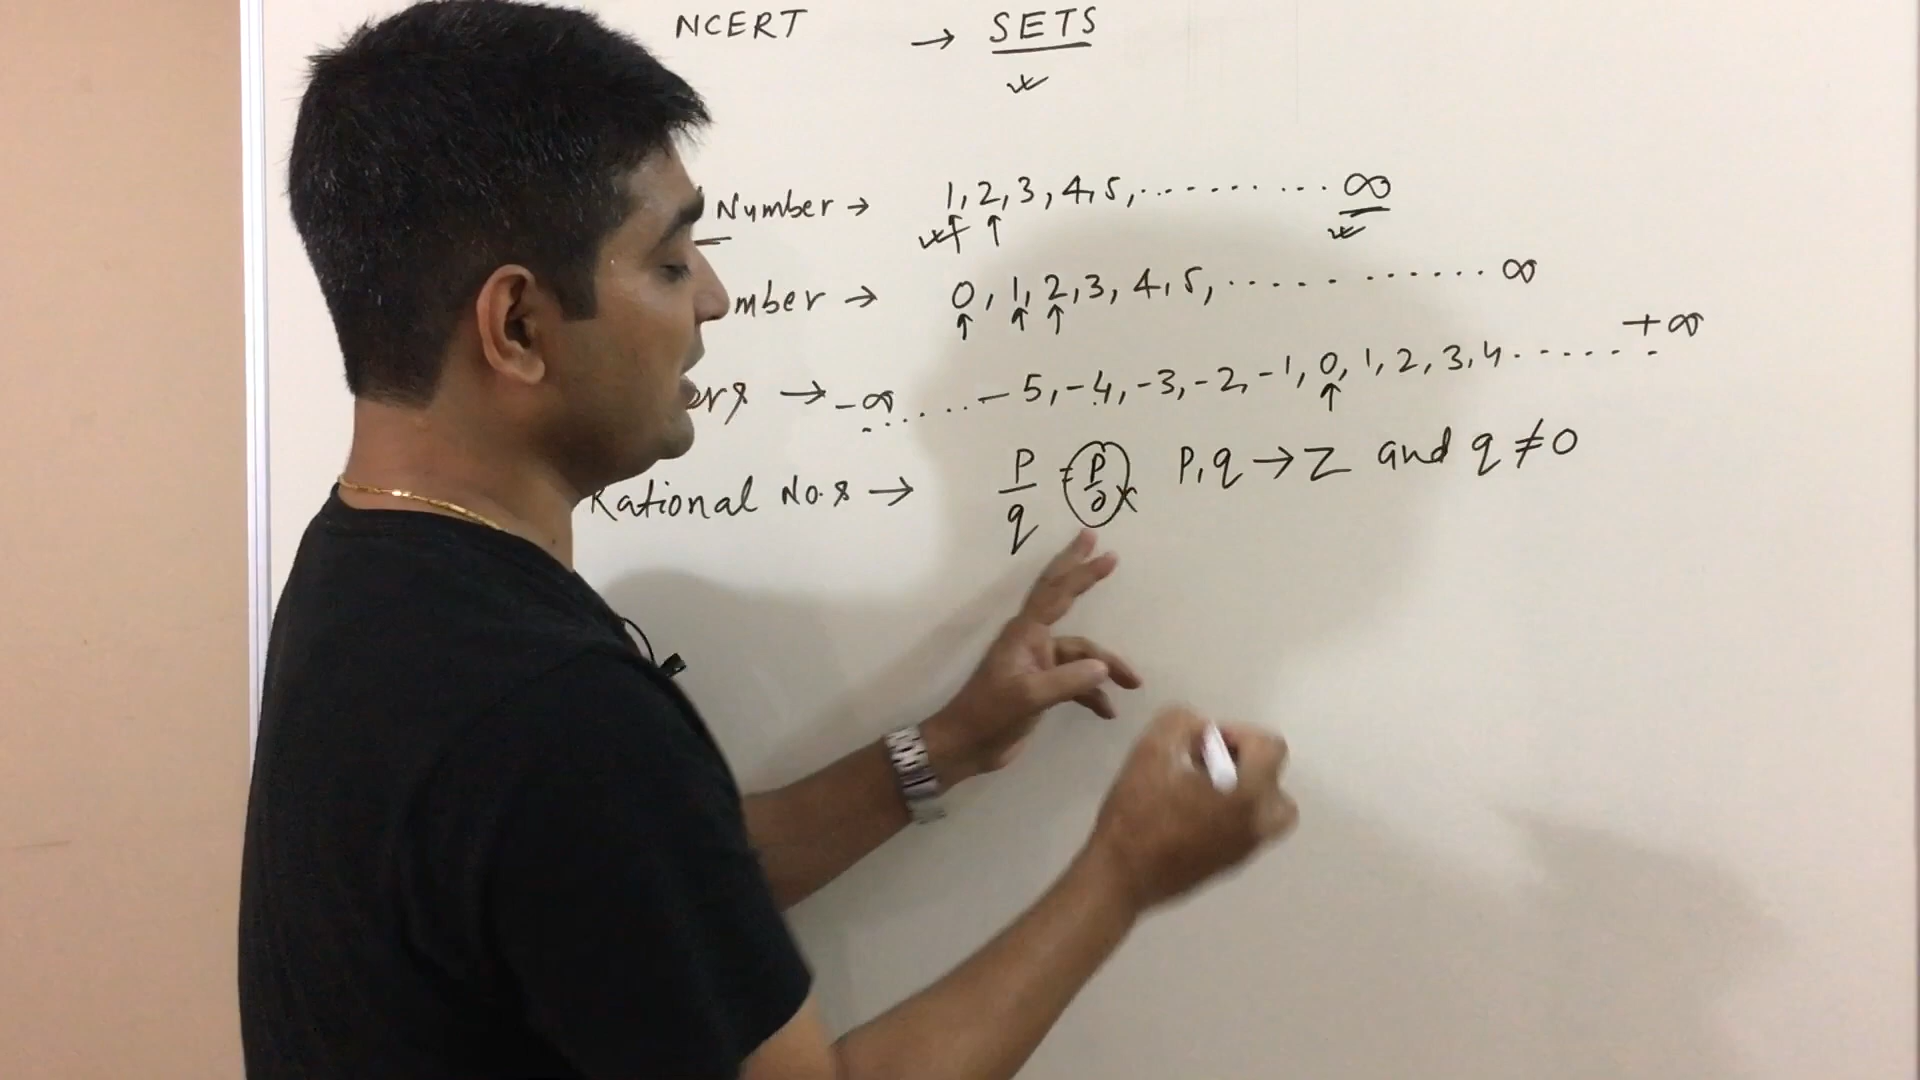 NCERT → SETS
Number → 1, 2, 3, 4, 5, ......... ∞
→ 0, 1, 2, 3, 4, 5, ............ ∞
→ -∞ ..... -5, -4, -3, -2, -1, 0, 1, 2, 3, 4 ....... +∞
Rational No.s → P/q = P/0 × P, q → Z and q ≠ 0